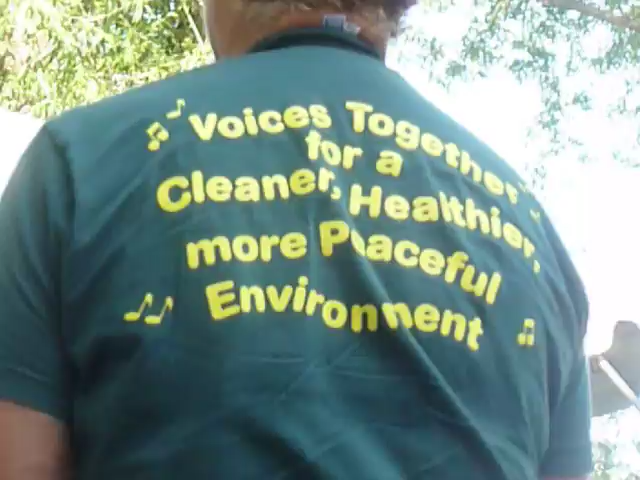 Voices Together
for a
Cleaner, Healthier,
more Peaceful
Environment